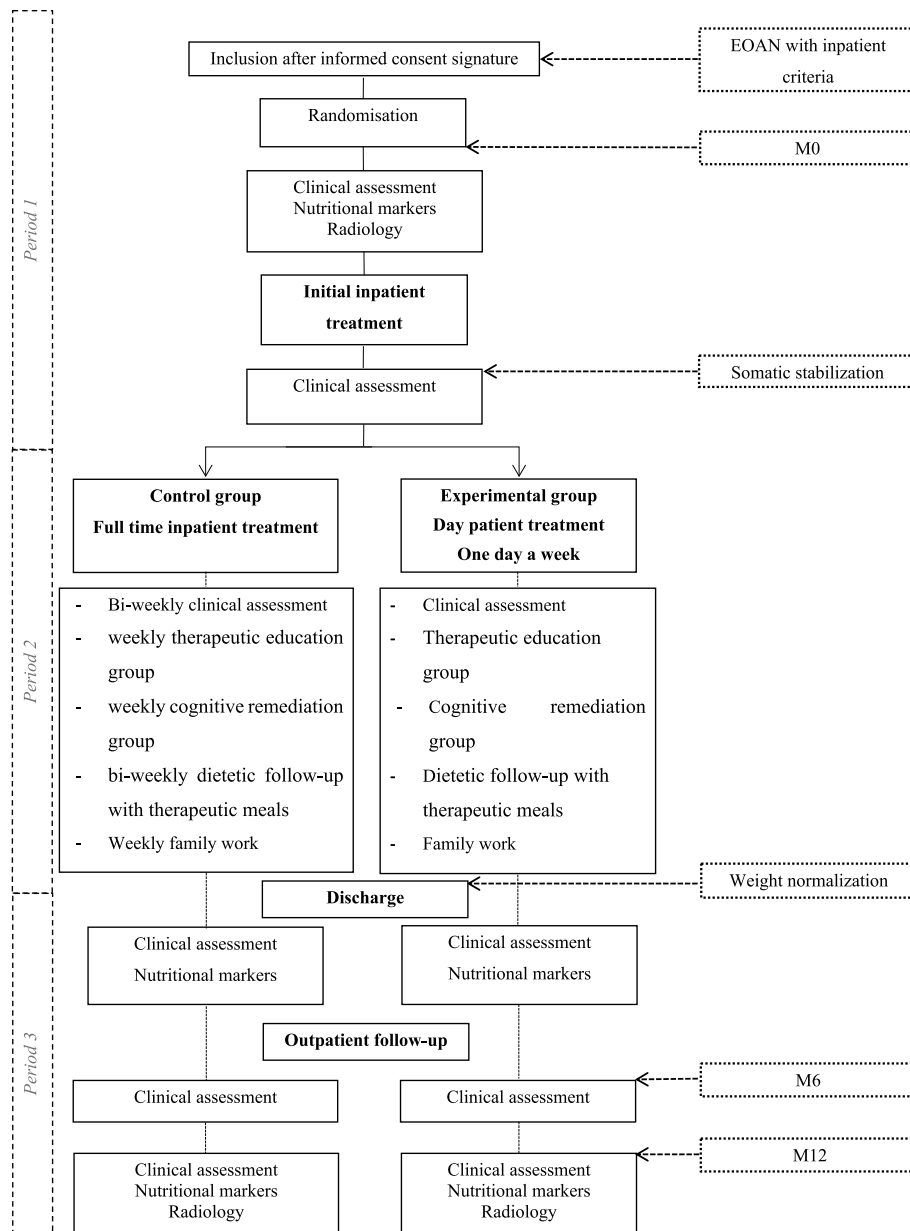 Inclusion after informed consent signature
EOAN with inpatient
criteria
Randomisation
M0
Clinical assessment
Nutritional markers
Radiology
Period 1
Initial inpatient
treatment
Clinical assessment
Somatic stabilization
Control group
Full time inpatient treatment
Experimental group
Day patient treatment
One day a week
Period 2
- Bi-weekly clinical assessment
- weekly therapeutic education
group
- weekly cognitive remediation
group
- bi-weekly dietetic follow-up
with therapeutic meals
- Weekly family work
- Clinical assessment
- Therapeutic education
group
- Cognitive remediation
group
- Dietetic follow-up with
therapeutic meals
- Family work
Discharge
Weight normalization
Clinical assessment
Nutritional markers
Clinical assessment
Nutritional markers
Period 3
Outpatient follow-up
Clinical assessment
Clinical assessment
M6
Clinical assessment
Nutritional markers
Radiology
Clinical assessment
Nutritional markers
Radiology
M12